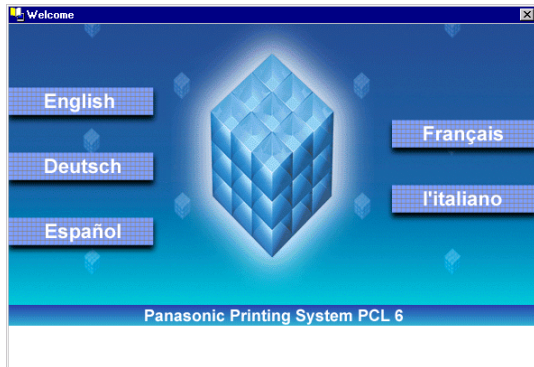 Welcome
English
Deutsch
Español
Français
l'italiano
Panasonic Printing System PCL 6